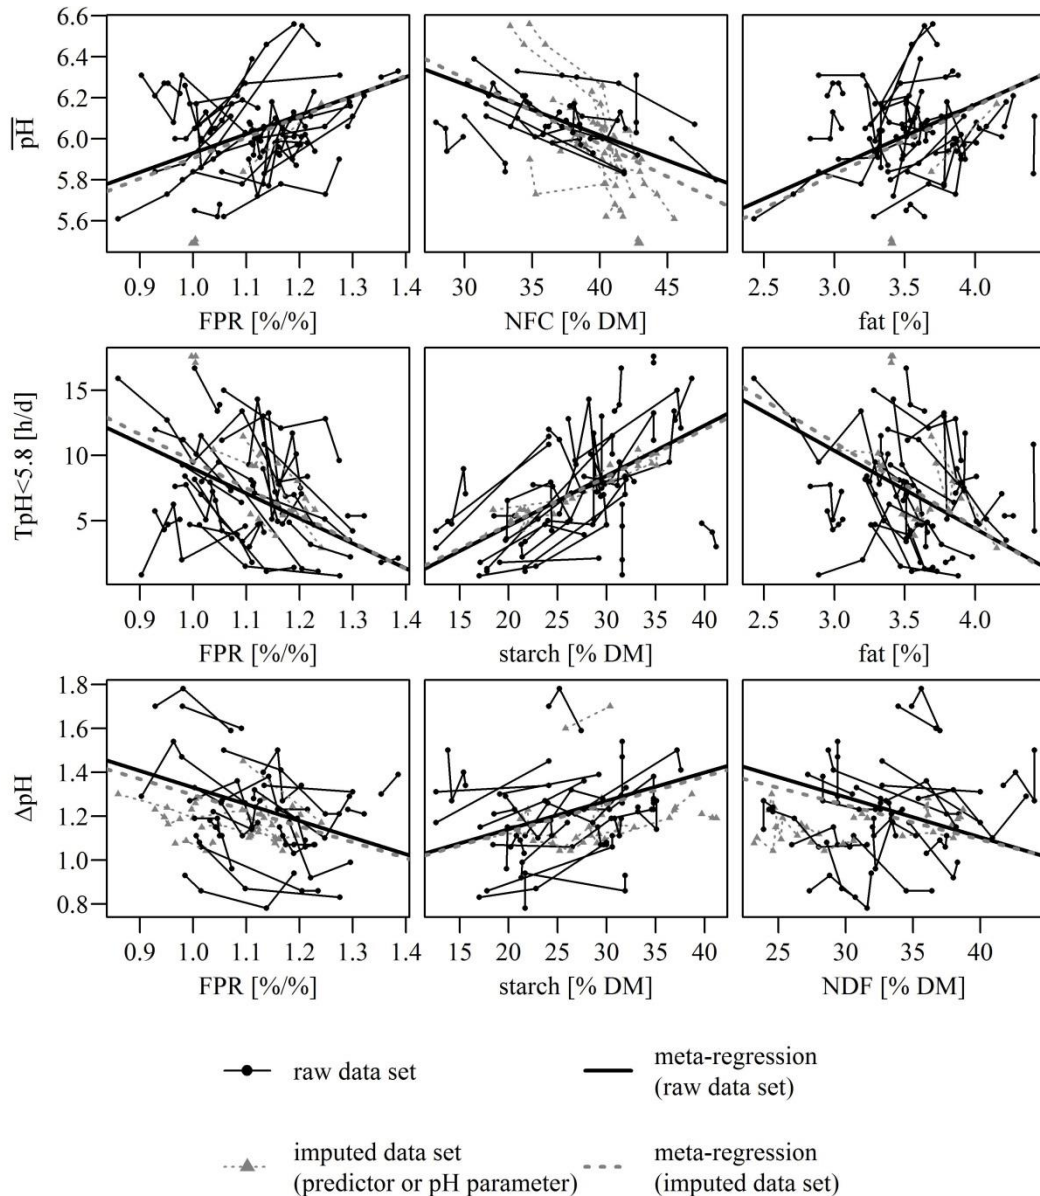 6.6
6.4
6.2
6.0
5.8
5.6
pH
0.9 1.0 1.1 1.2 1.3 1.4
FPR [%/%]
30 35 40 45
NFC [% DM]
2.5 3.0 3.5 4.0
fat [%]
15
10
5
TpH<5.8 [h/d]
0.9 1.0 1.1 1.2 1.3 1.4
FPR [%/%]
15 20 25 30 35 40
starch [% DM]
2.5 3.0 3.5 4.0
fat [%]
1.8
1.6
1.4
1.2
1.0
0.8
ΔpH
0.9 1.0 1.1 1.2 1.3 1.4
FPR [%/%]
15 20 25 30 35 40
starch [% DM]
25 30 35 40
NDF [% DM]
raw data set
meta-regression
(raw data set)
imputed data set
(predictor or pH parameter)
meta-regression
(imputed data set)